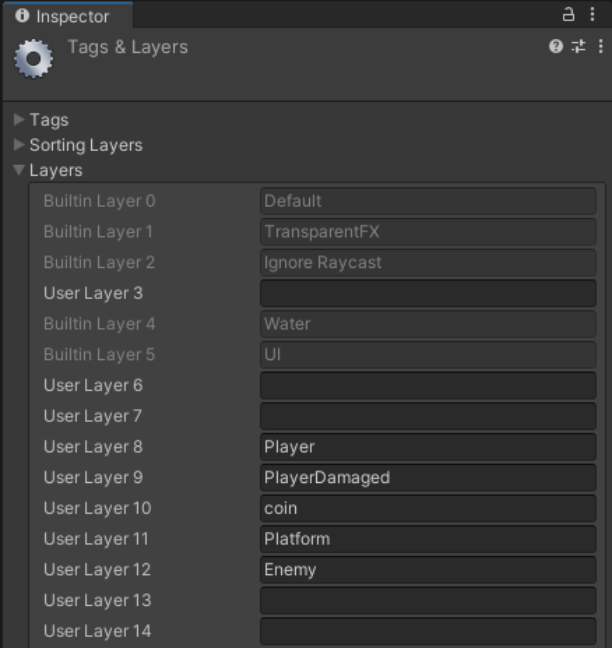 Inspector
Tags & Layers
Tags
Sorting Layers
Layers
Builtin Layer 0 Default
Builtin Layer 1 TransparentFX
Builtin Layer 2 Ignore Raycast
User Layer 3
Builtin Layer 4 Water
Builtin Layer 5 UI
User Layer 6
User Layer 7
User Layer 8 Player
User Layer 9 PlayerDamaged
User Layer 10 coin
User Layer 11 Platform
User Layer 12 Enemy
User Layer 13
User Layer 14